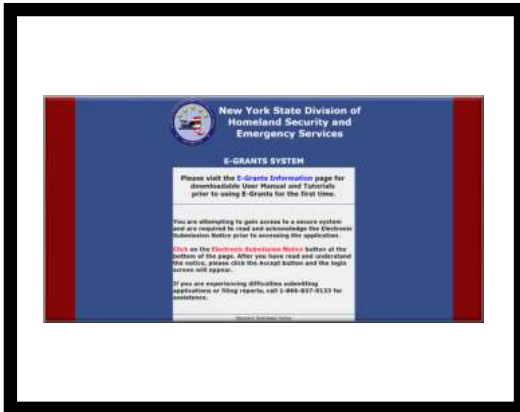 New York State Division of
Homeland Security and
Emergency Services
E-GRANTS SYSTEM
Please visit the E-Grants Information page for
downloadable User Manual and Tutorials
prior to using E-Grants for the first time.
You are attempting to gain access to a secure system
and are required to read and acknowledge the Electronic
Submission Notice prior to accessing the application.
Click on the Electronic Submission Notice button at the
bottom of the page. After you have read and understand
the notice, please click the Accept button and the login
screen will appear.
If you are experiencing difficulties submitting
applications or filing reports, call 1-866-837-9133 for
assistance.
Electronic Submission Notice